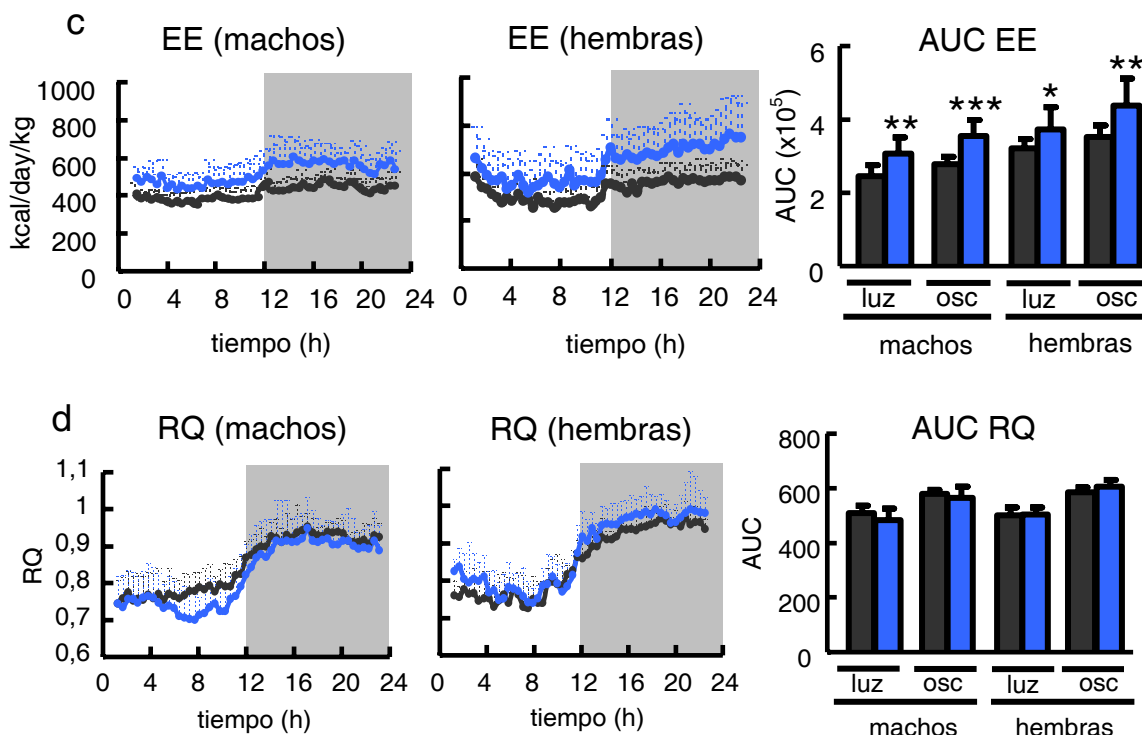 c
EE (machos)
EE (hembras)
AUC EE
kcal/day/kg
1000
800
600
400
200
0
0 4 8 12 16 20 24
tiempo (h)
0 4 8 12 16 20 24
tiempo (h)
AUC (x10⁵)
6
4
2
0
** *** * **
luz osc luz osc
machos hembras
d
RQ (machos)
RQ (hembras)
AUC RQ
RQ
1,1
1
0,9
0,8
0,7
0,6
0 4 8 12 16 20 24
tiempo (h)
0 4 8 12 16 20 24
tiempo (h)
AUC
800
600
400
200
0
luz osc luz osc
machos hembras